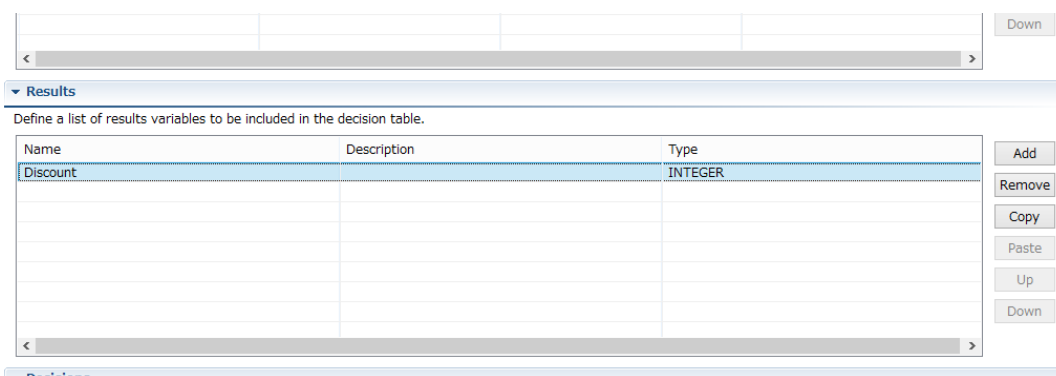 Down
Results
Define a list of results variables to be included in the decision table.
Name Description Type
Discount INTEGER
Add
Remove
Copy
Paste
Up
Down